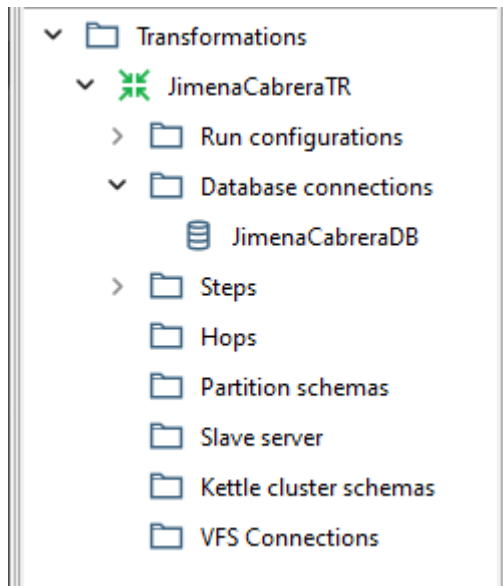 Transformations
JimenaCabreraTR
Run configurations
Database connections
JimenaCabreraDB
Steps
Hops
Partition schemas
Slave server
Kettle cluster schemas
VFS Connections